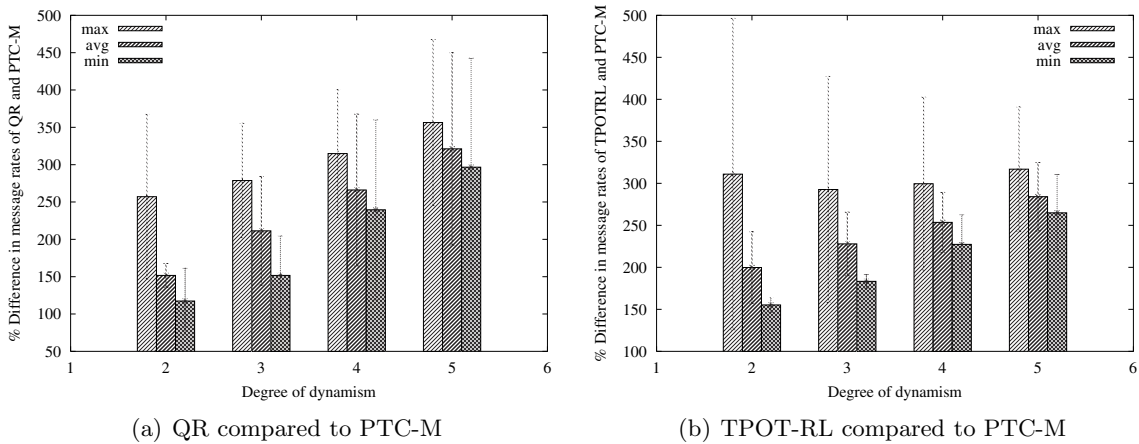 % Difference in message rates of QR and PTC-M
500
450
400
350
300
250
200
150
100
50
max
avg
min
1 2 3 4 5 6
Degree of dynamism
(a) QR compared to PTC-M
% Difference in message rates of TPOTRL and PTC-M
500
450
400
350
300
250
200
150
100
max
avg
min
1 2 3 4 5 6
Degree of dynamism
(b) TPOT-RL compared to PTC-M